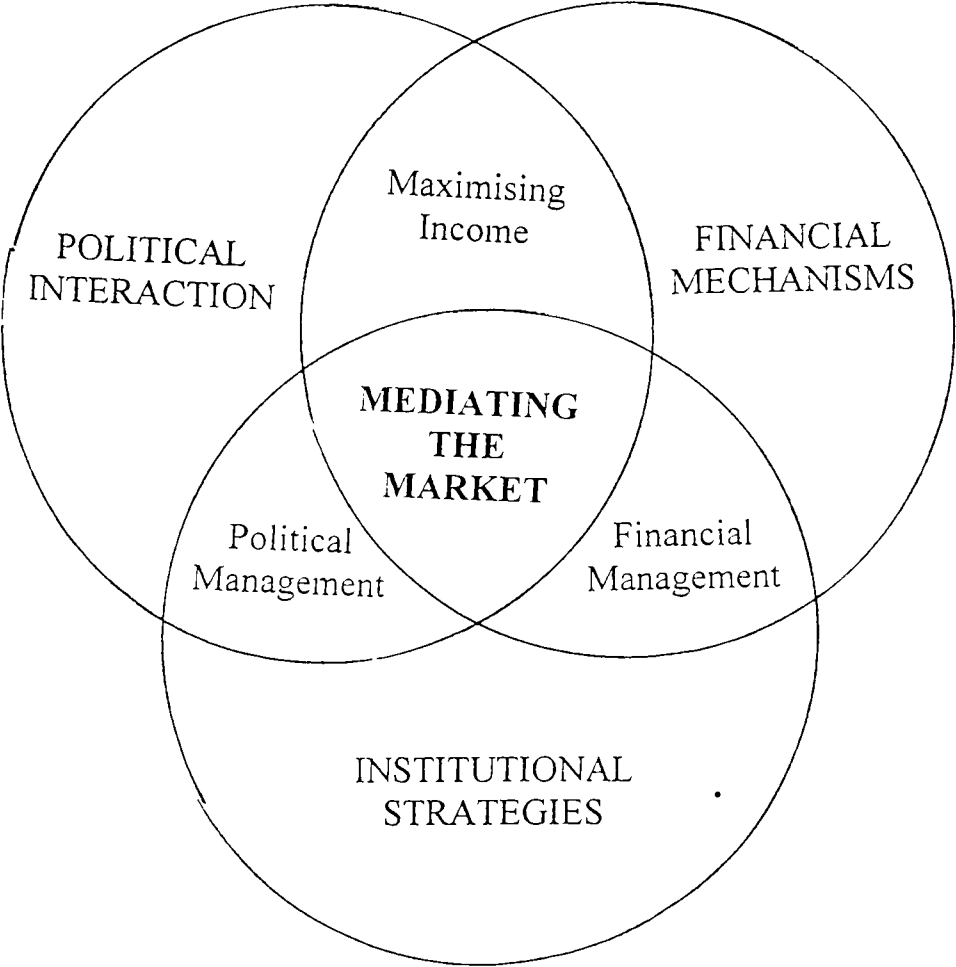 Maximising
Income
POLITICAL
INTERACTION
FINANCIAL
MECHANISMS
MEDIATING
THE
MARKET
Political
Management
Financial
Management
INSTITUTIONAL
STRATEGIES